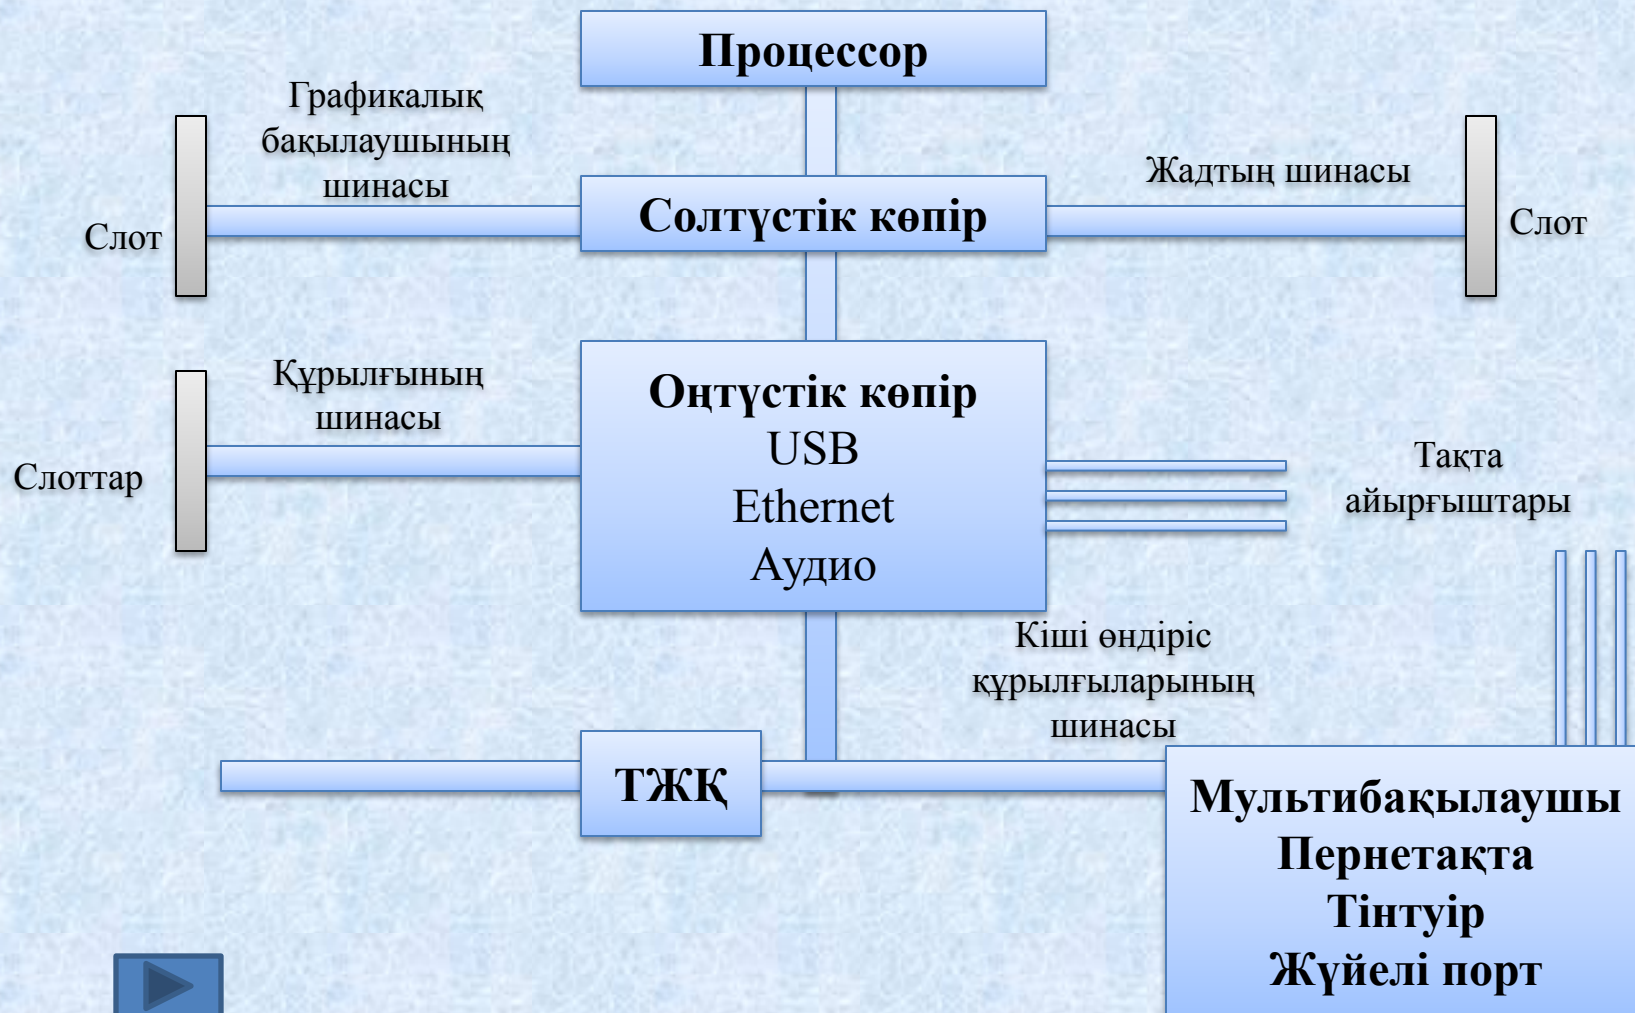 Процессор
Графикалық
бақылаушының
шинасы
Жадтың шинасы
Слот
Солтүстік көпір
Слот
Құрылғының
шинасы
Слоттар
Оңтүстік көпір
USB
Ethernet
Аудио
Тақта
айырғыштары
Кіші өндіріс
құрылғыларының
шинасы
ТЖҚ
Мультибақылаушы
Пернетақта
Тінтуір
Жүйелі порт